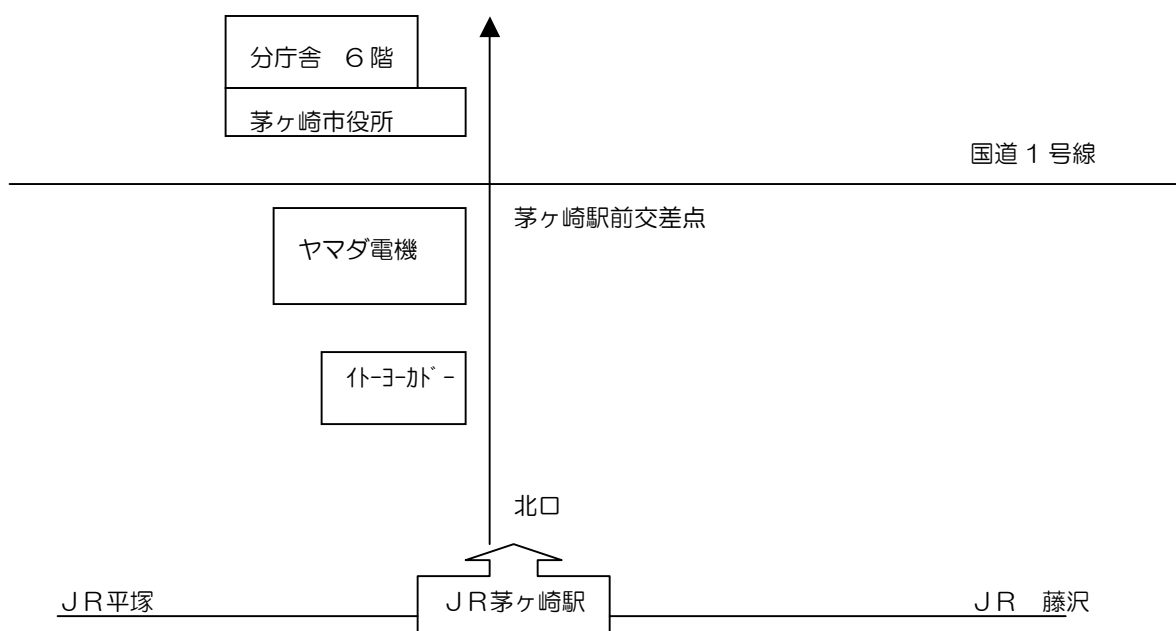 分庁舎　６階
茅ヶ崎市役所
国道１号線
茅ヶ崎駅前交差点
ヤマダ電機
ｲﾄｰﾖｰｶﾄﾞｰ
北口
ＪＲ平塚
ＪＲ茅ヶ崎駅
ＪＲ　藤沢